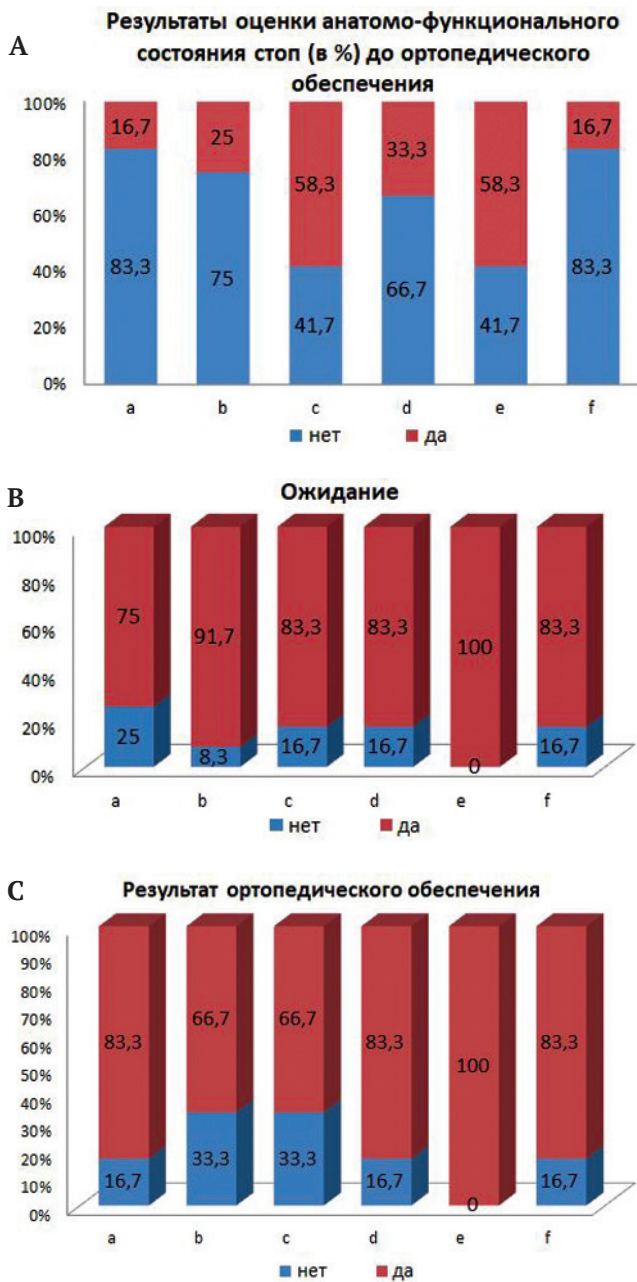 A
Результаты оценки анатомо-функционального
состояния стоп (в %) до ортопедического
обеспечения
100%
80%
60%
40%
20%
0%
16,7 25 58,3 33,3 58,3 16,7
83,3 75 41,7 66,7 41,7 83,3
a b c d e f
нет да
B
Ожидание
100%
80%
60%
40%
20%
0%
75 91,7 83,3 83,3 100 83,3
25 8,3 16,7 16,7 0 16,7
a b c d e f
нет да
C
Результат ортопедического обеспечения
100%
90%
80%
70%
60%
50%
40%
30%
20%
10%
0%
83,3 66,7 66,7 83,3 100 83,3
16,7 33,3 33,3 16,7 0 16,7
a b c d e f
нет да